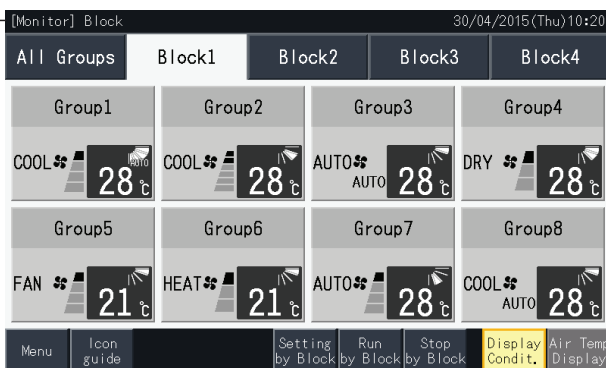 [Monitor] Block 30/04/2015(Thu)10:20
All Groups Block1 Block2 Block3 Block4
Group1 Group2 Group3 Group4
COOL AUTO 28℃ COOL 28℃ AUTO AUTO 28℃ DRY 28℃
Group5 Group6 Group7 Group8
FAN 21℃ HEAT 21℃ AUTO 28℃ COOL AUTO 28℃
Menu Icon guide Setting by Block Run by Block Stop by Block Display Condit. Air Temp Display